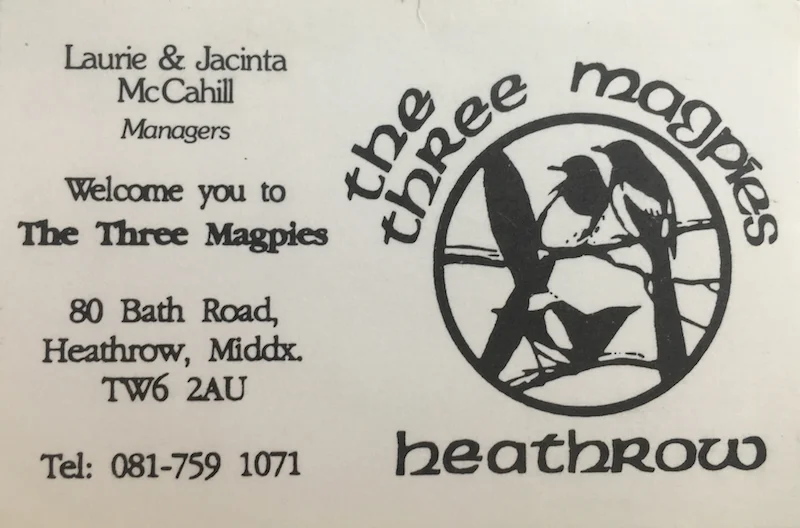 Laurie & Jacinta
McCahill
Managers
Welcome you to
The Three Magpies
80 Bath Road,
Heathrow, Middx.
TW6 2AU
Tel: 081-759 1071
the
three magpies
heathrow